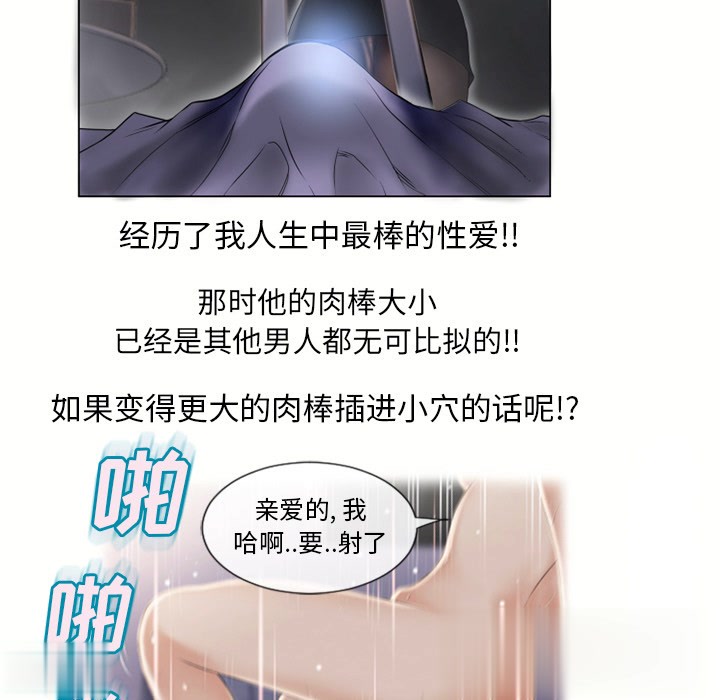 经历了我人生中最棒的性爱!!
那时他的肉棒大小
已经是其他男人都无可比拟的!!
如果变得更大的肉棒插进小穴的话呢!?
啪
亲爱的, 我
哈啊..要..射了
啪